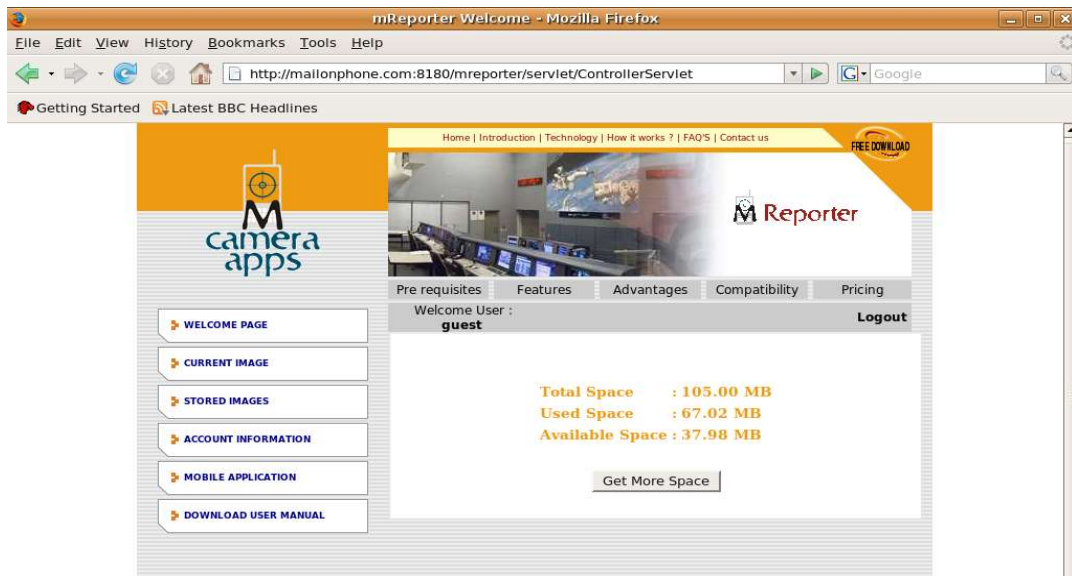 mReporter Welcome - Mozilla Firefox
File Edit View History Bookmarks Tools Help
http://mailonphone.com:8180/mreporter/servlet/ControllerServlet
G Google
Getting Started Latest BBC Headlines
Home | Introduction | Technology | How it works ? | FAQ'S | Contact us
FREE DOWNLOAD
M
camera
apps
M Reporter
Pre requisites Features Advantages Compatibility Pricing
Welcome User :
guest
Logout
WELCOME PAGE
CURRENT IMAGE
STORED IMAGES
ACCOUNT INFORMATION
MOBILE APPLICATION
DOWNLOAD USER MANUAL
Total Space : 105.00 MB
Used Space : 67.02 MB
Available Space : 37.98 MB
Get More Space